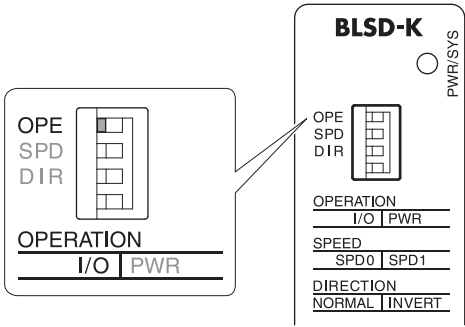 OPE
SPD
DIR
OPERATION
I/O PWR
BLSD-K
PWR/SYS
OPE
SPD
DIR
OPERATION
I/O PWR
SPEED
SPD0 SPD1
DIRECTION
NORMAL INVERT